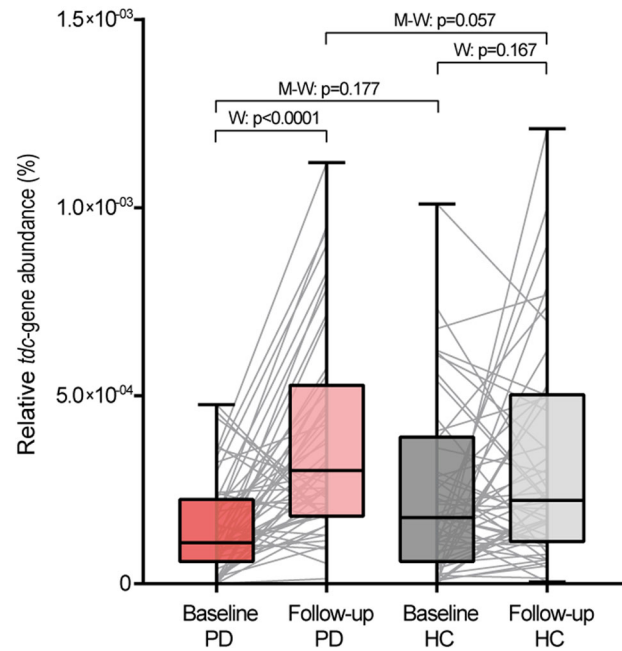 1.5×10⁻⁰³
M-W: p=0.057
W: p=0.167
M-W: p=0.177
W: p<0.0001
1.0×10⁻⁰³
Relative tdc-gene abundance (%)
5.0×10⁻⁰⁴
0
Baseline PD
Follow-up PD
Baseline HC
Follow-up HC